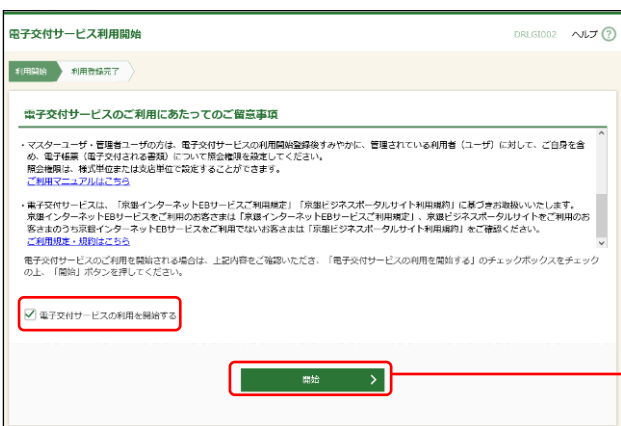 電子交付サービス利用開始
DRLGI002 ヘルプ ?
利用開始 利用登録完了
電子交付サービスのご利用にあたってのご留意事項
・マスターユーザ・管理者ユーザの方は、電子交付サービスの利用開始登録後すみやかに、管理されている利用者（ユーザ）に対して、ご自身を含
め、電子帳票（電子交付される書類）について照会権限を設定してください。
照会権限は、様式単位または支店単位で設定することができます。
ご利用マニュアルはこちら
・電子交付サービスは、「京銀インターネットEBサービスご利用規定」「京銀ビジネスポータルサイト利用規約」に基づきお取扱いいたします。
京銀インターネットEBサービスをご利用のお客さまは「京銀インターネットEBサービスご利用規定」、京銀ビジネスポータルサイトをご利用のお
客さまのうち京銀インターネットEBサービスをご利用でないお客さまは「京銀ビジネスポータルサイト利用規約」をご確認ください。
ご利用規定・規約はこちら
電子交付サービスのご利用を開始される場合は、上記内容をご確認いただき、「電子交付サービスの利用を開始する」のチェックボックスをチェック
の上、「開始」ボタンを押してください。
電子交付サービスの利用を開始する
開始